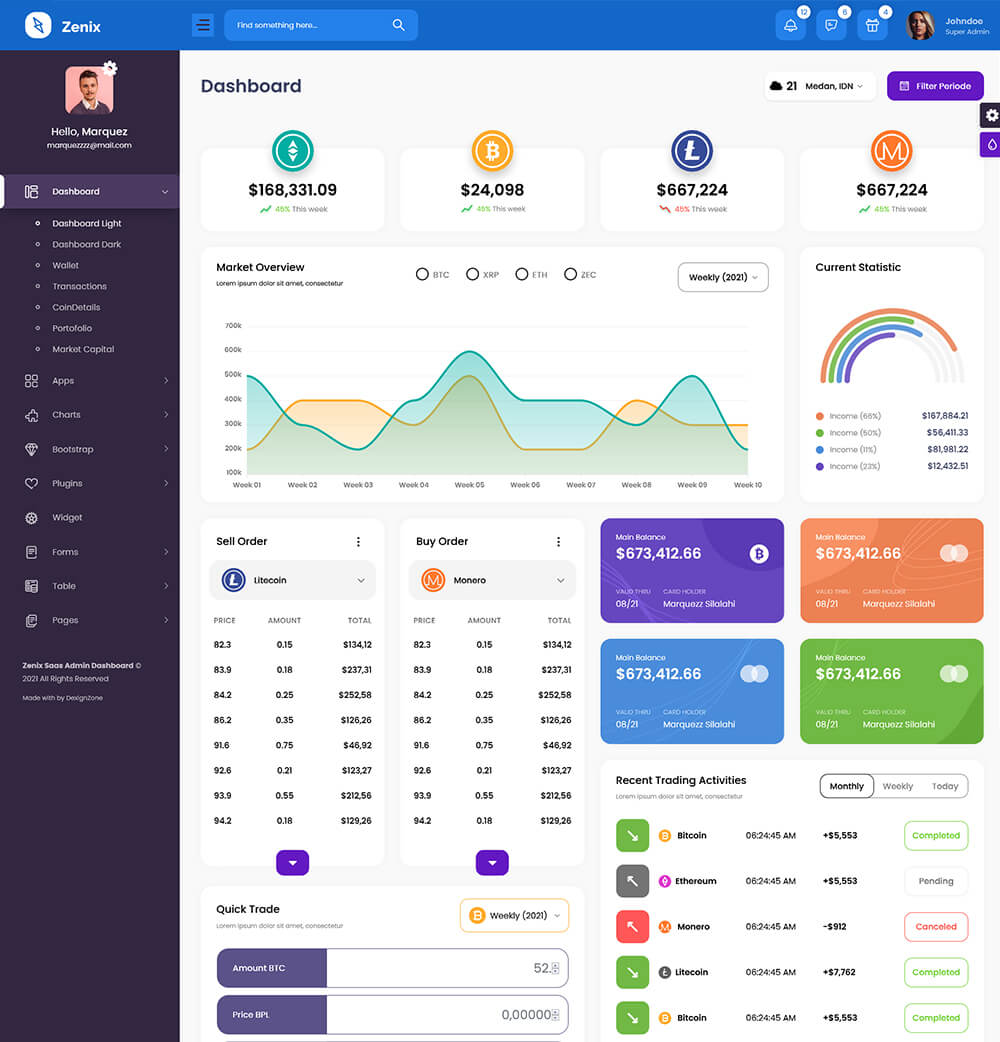 Zenix
Find something here...
12
6
4
Johndoe
Super Admin
Hello, Marquez
marquezzzz@mail.com
Dashboard
Dashboard Light
Dashboard Dark
Wallet
Transactions
CoinDetails
Portofolio
Market Capital
Apps
Charts
Bootstrap
Plugins
Widget
Forms
Table
Pages
Zenix Saas Admin Dashboard ©
2021 All Rights Reserved
Made with by DexignZone
Dashboard
21 Medan, IDN
Filter Periode
$168,331.09
45% This week
$24,098
45% This week
$667,224
45% This week
$667,224
45% This week
Market Overview
Lorem ipsum dolor sit amet, consectetur
BTC XRP ETH ZEC
Weekly (2021)
700k
600k
500k
400k
300k
200k
100k
Week 01 Week 02 Week 03 Week 04 Week 05 Week 06 Week 07 Week 08 Week 09 Week 10
Current Statistic
Income (66%) $167,884.21
Income (50%) $56,411.33
Income (11%) $81,981.22
Income (23%) $12,432.51
Sell Order
Litecoin
PRICE AMOUNT TOTAL
82.3 0.15 $134,12
83.9 0.18 $237,31
84.2 0.25 $252,58
86.2 0.35 $126,26
91.6 0.75 $46,92
92.6 0.21 $123,27
93.9 0.55 $212,56
94.2 0.18 $129,26
Buy Order
Monero
PRICE AMOUNT TOTAL
82.3 0.15 $134,12
83.9 0.18 $237,31
84.2 0.25 $252,58
86.2 0.35 $126,26
91.6 0.75 $46,92
92.6 0.21 $123,27
93.9 0.55 $212,56
94.2 0.18 $129,26
Main Balance
$673,412.66
VALID THRU CARD HOLDER
08/21 Marquezz Silalahi
Main Balance
$673,412.66
VALID THRU CARD HOLDER
08/21 Marquezz Silalahi
Main Balance
$673,412.66
VALID THRU CARD HOLDER
08/21 Marquezz Silalahi
Main Balance
$673,412.66
VALID THRU CARD HOLDER
08/21 Marquezz Silalahi
Quick Trade
Lorem ipsum dolor sit amet, consectetur
Weekly (2021)
Amount BTC 52.
Price BPL 0,00000
Recent Trading Activities
Lorem ipsum dolor sit amet, consectetur
Monthly Weekly Today
Bitcoin 06:24:45 AM +$5,553 Completed
Ethereum 06:24:45 AM +$5,553 Pending
Monero 06:24:45 AM -$912 Canceled
Litecoin 06:24:45 AM +$7,762 Completed
Bitcoin 06:24:45 AM +$5,553 Completed